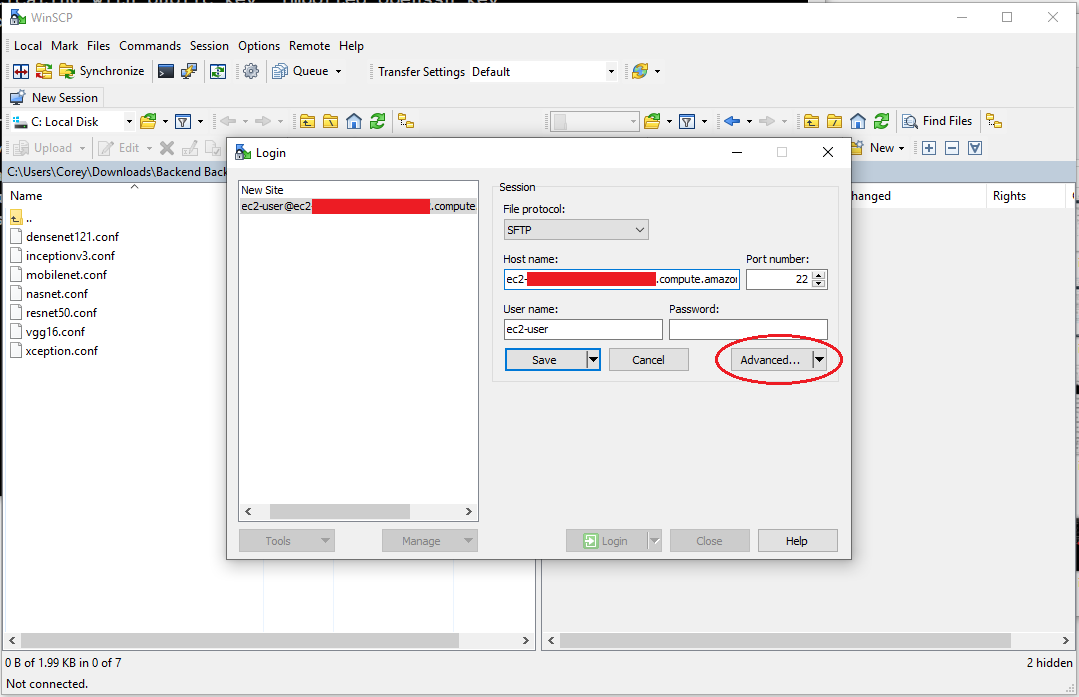 WinSCP
Local Mark Files Commands Session Options Remote Help
Synchronize Queue Transfer Settings Default
New Session
C: Local Disk Find Files
Upload Edit New
C:\Users\Corey\Downloads\Backend Back
Name
..
densenet121.conf
inceptionv3.conf
mobilenet.conf
nasnet.conf
resnet50.conf
vgg16.conf
xception.conf
hanged Rights
Login
New Site
ec2-user@ec2- .compute
Session
File protocol:
SFTP
Host name: Port number:
ec2- .compute.amazon 22
User name: Password:
ec2-user
Save Cancel Advanced...
Tools Manage Login Close Help
0 B of 1.99 KB in 0 of 7 2 hidden
Not connected.